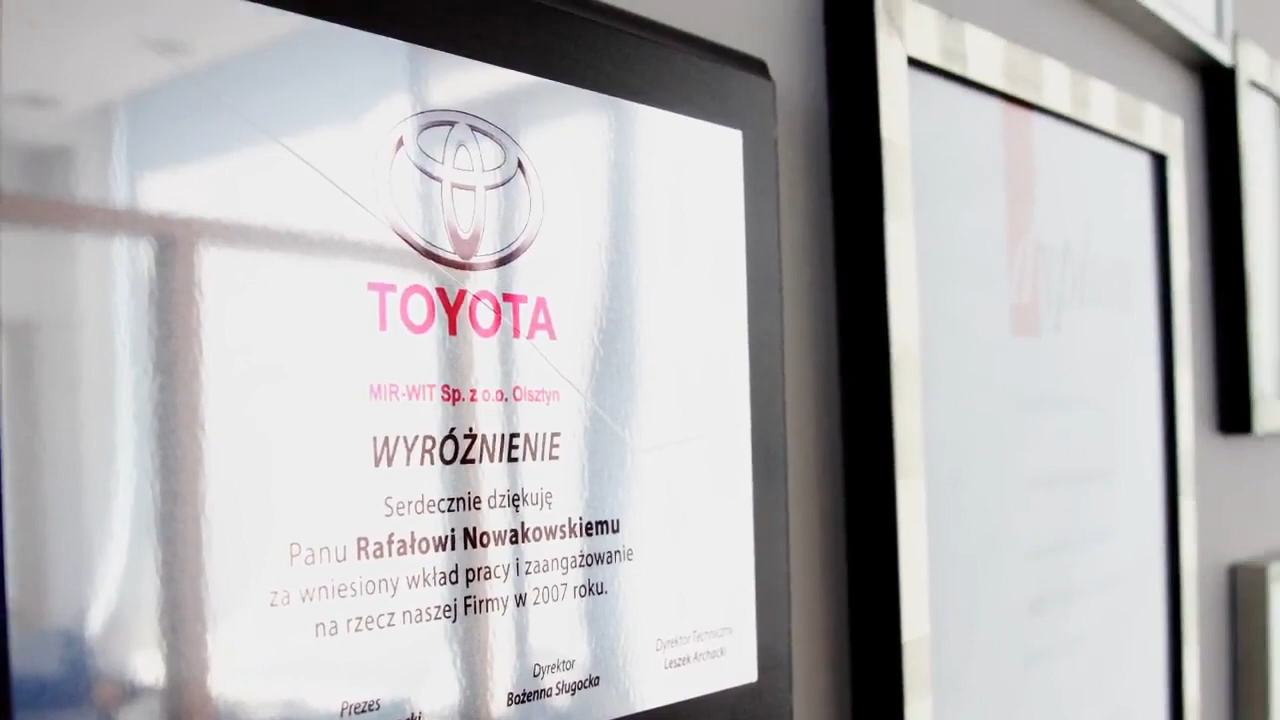 TOYOTA
MIR-WIT Sp. z o.o. Olsztyn
WYRÓŻNIENIE
Serdecznie dziękuję
Panu Rafałowi Nowakowskiemu
za wniesiony wkład pracy i zaangażowanie
na rzecz naszej Firmy w 2007 roku.
Prezes
Dyrektor
Bożenna Sługocka
Dyrektor Techniczny
Leszek Archacki